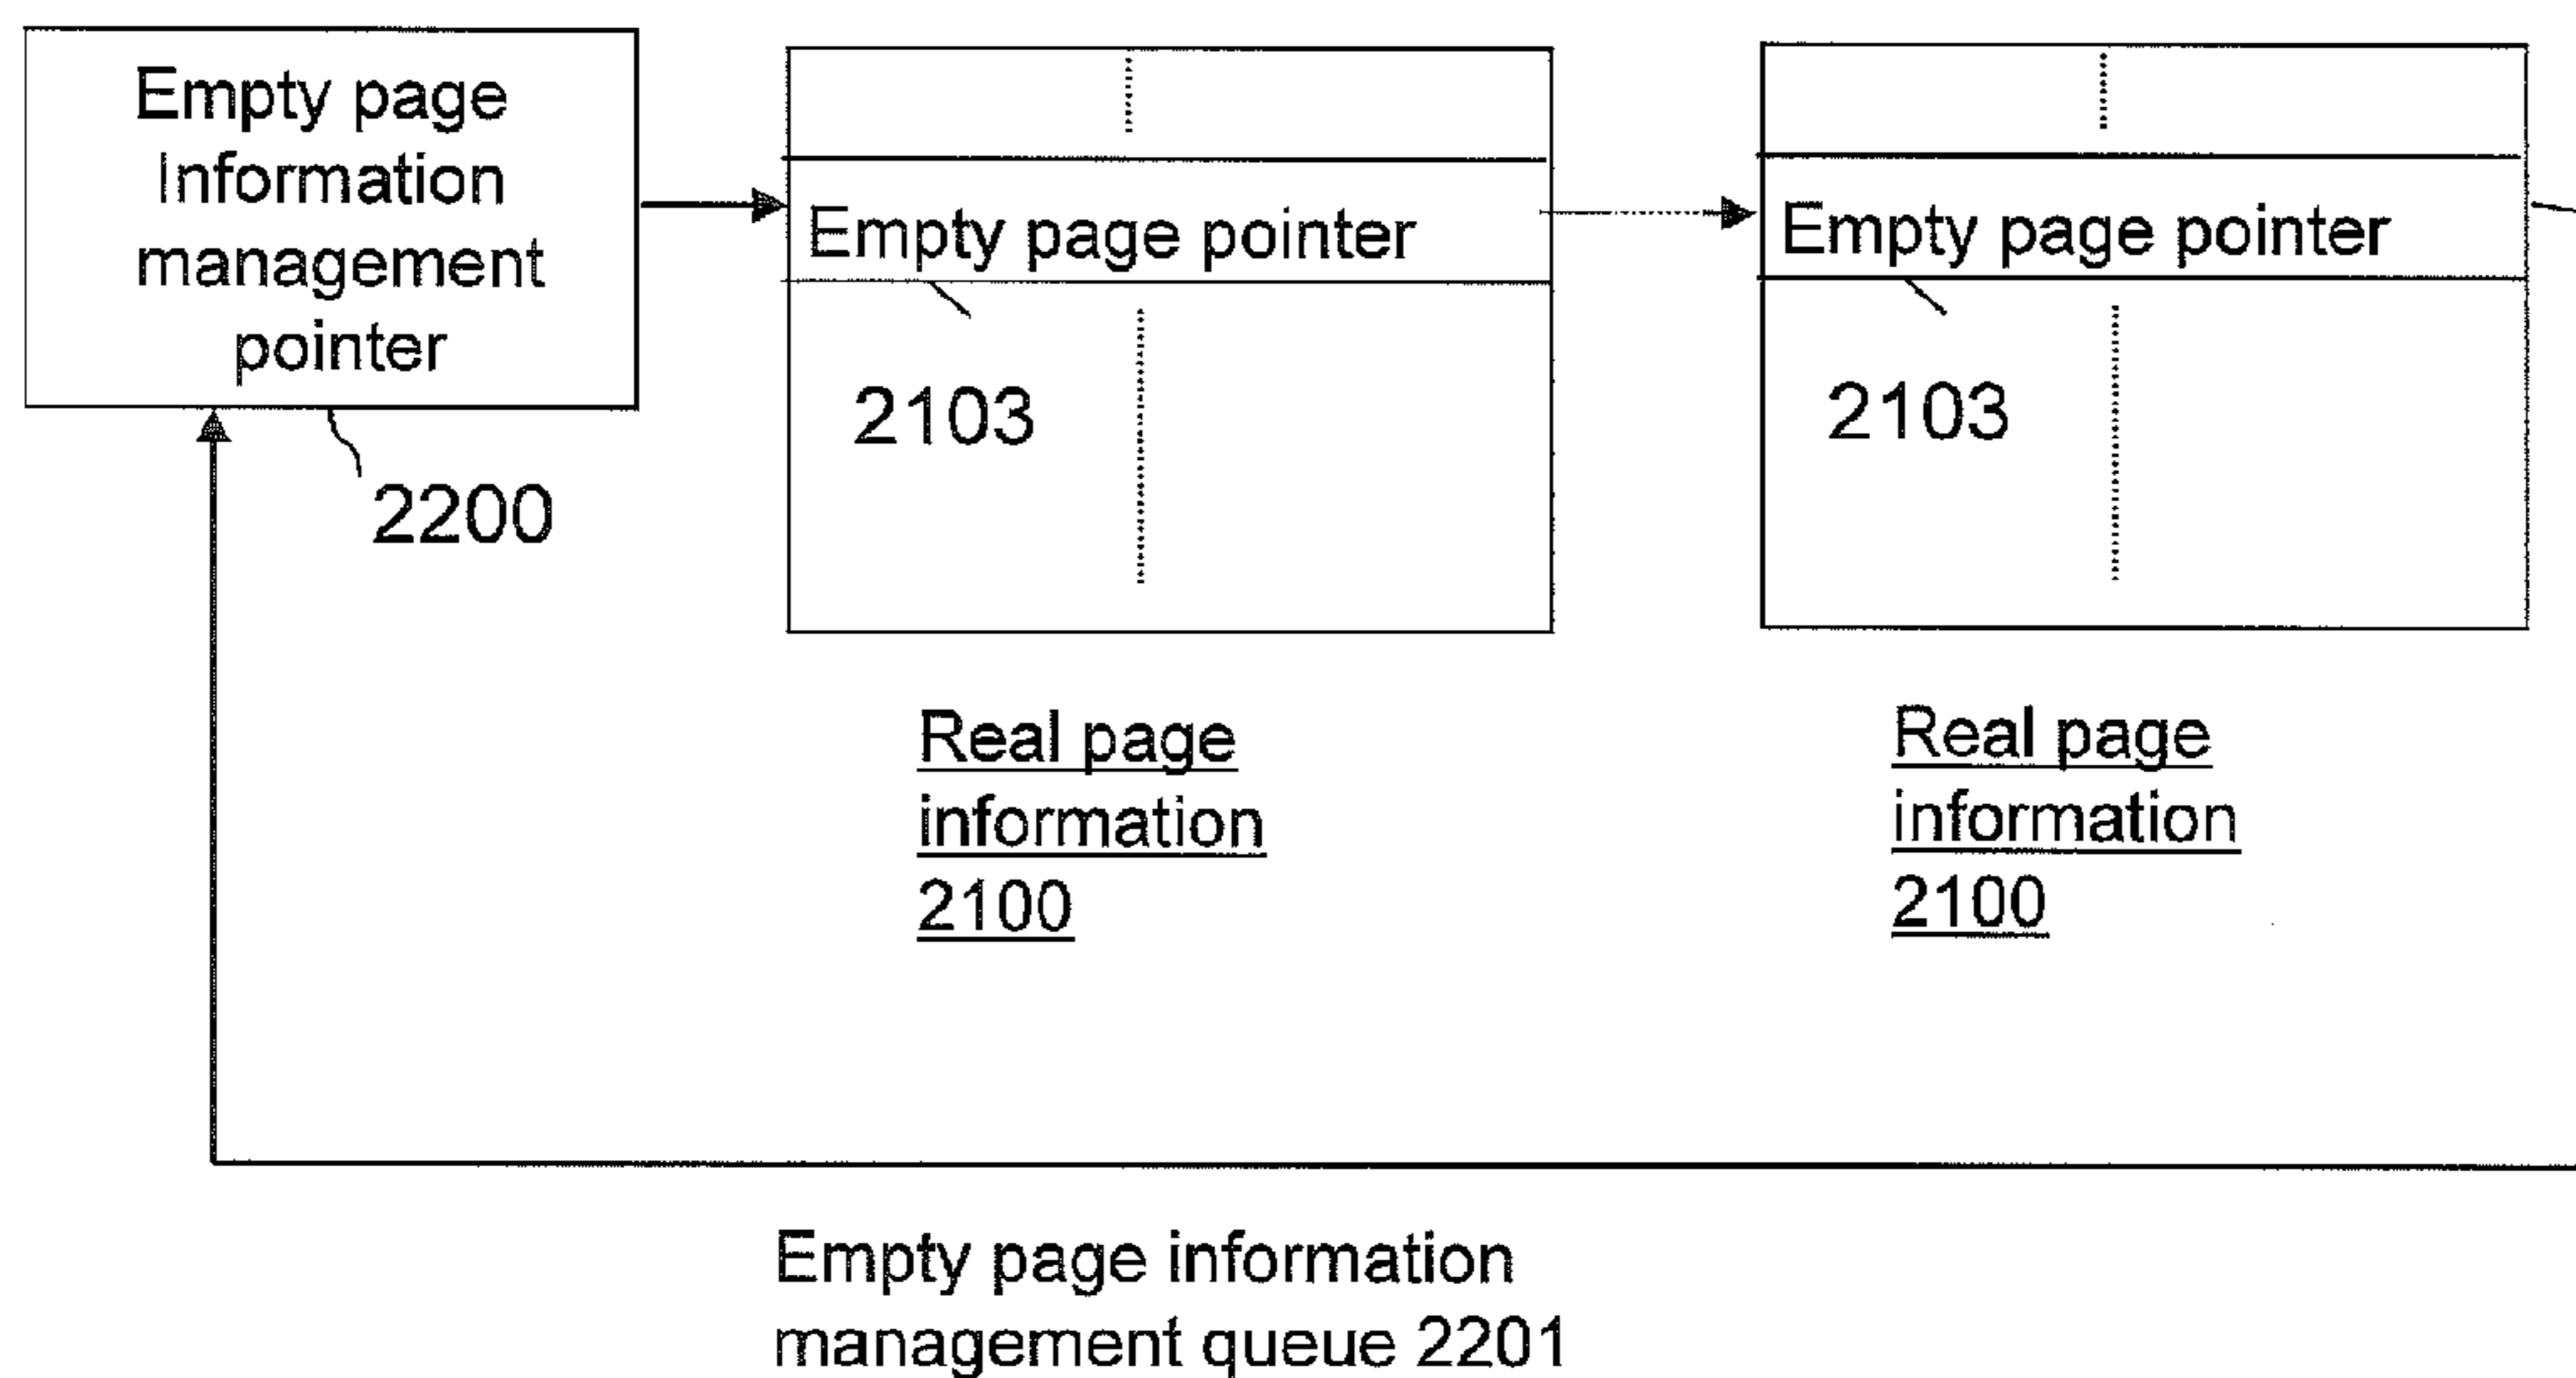 Empty page
Information
management
pointer
2200
Empty page pointer
2103
Real page
information
2100
Empty page pointer
2103
Real page
information
2100
Empty page information
management queue 2201